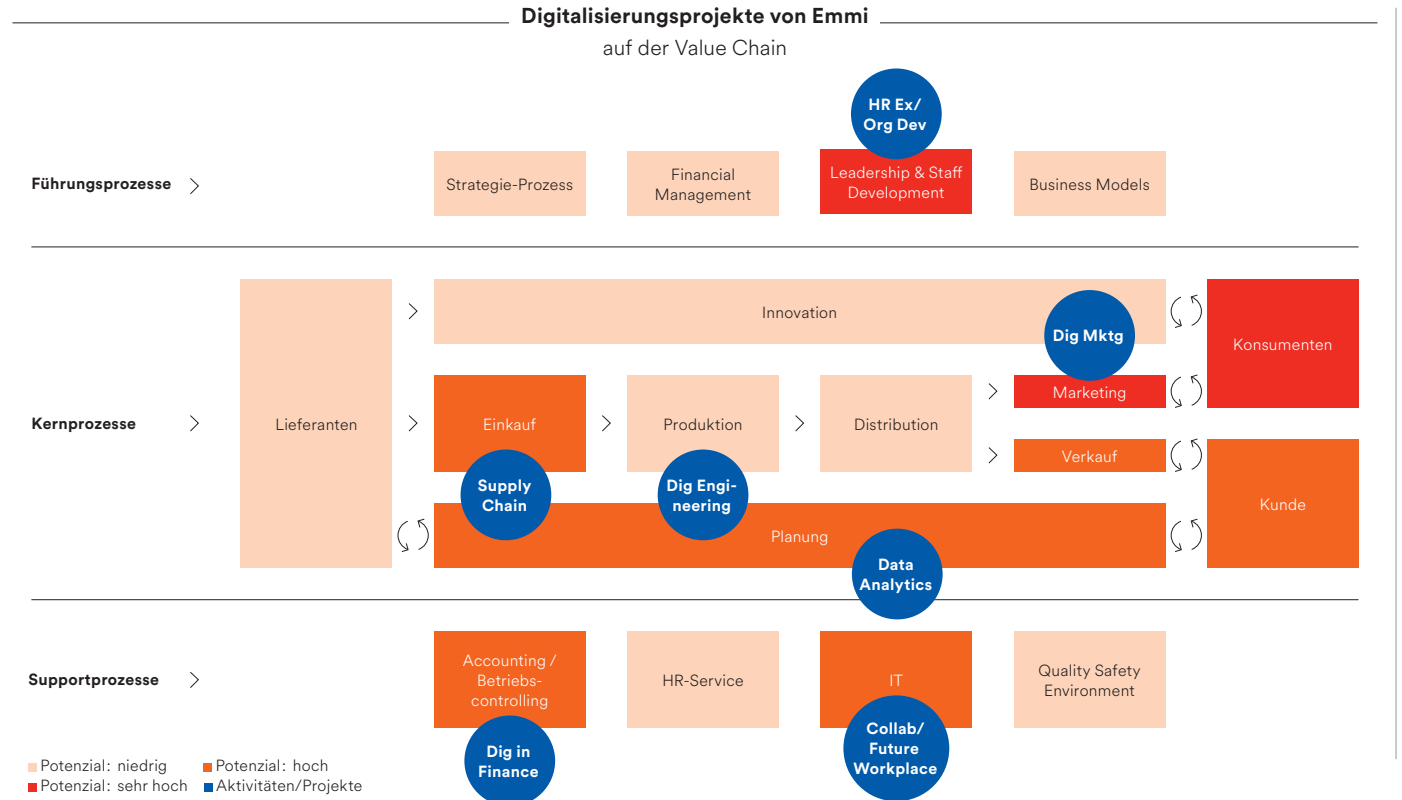 Digitalisierungsprojekte von Emmi
auf der Value Chain
HR Ex/
Org Dev
Führungsprozesse
Strategie-Prozess
Financial
Management
Leadership & Staff
Development
Business Models
Innovation
Dig Mktg
Konsumenten
Kernprozesse
Lieferanten
Einkauf
Produktion
Distribution
Marketing
Verkauf
Supply
Chain
Dig Engi-
neering
Kunde
Planung
Data
Analytics
Supportprozesse
Accounting /
Betriebs-
controlling
HR-Service
IT
Quality Safety
Environment
Dig in
Finance
Collab/
Future
Workplace
Potenzial: niedrig
Potenzial: hoch
Potenzial: sehr hoch
Aktivitäten/Projekte